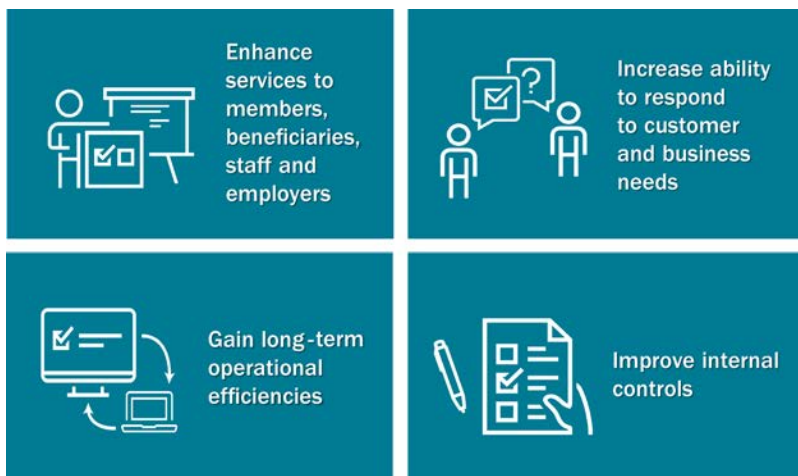 Enhance
services to
members,
beneficiaries,
staff and
employers
Increase ability
to respond
to customer
and business
needs
?
Gain long-term
operational
efficiencies
Improve internal
controls